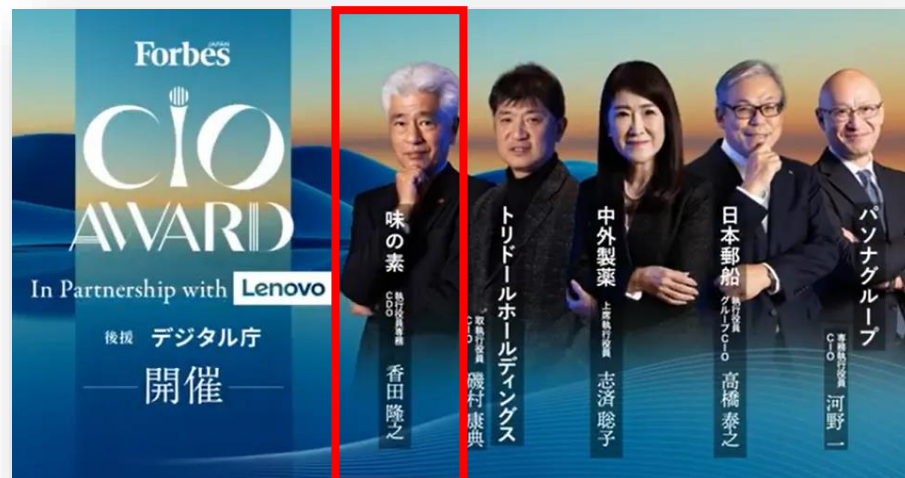 Forbes JAPAN
CIO
AWARD
In Partnership with Lenovo
後援 デジタル庁
開催
味の素
執行役員専務
CDO
香田 隆之
トリドールホールディングス
執行役員
CIO
磯村 康典
中外製薬
上席執行役員
志済 聡子
日本郵船
執行役員
グループCIO
高橋 泰之
パソナグループ
専務執行役員
CIO
河野 一